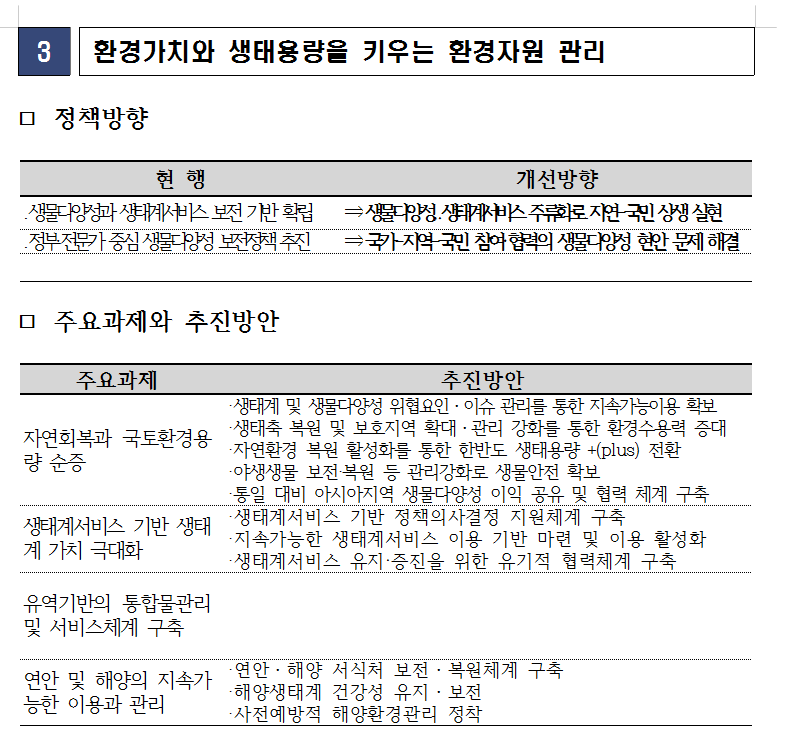 3 환경가치와 생태용량을 키우는 환경자원 관리
□ 정책방향
현 행 개선방향
.생물다양성과 생태계서비스 보전 기반 확립 ⇒ 생물다양성.생태계서비스 주류화로 자연-국민 상생 실현
.정부·전문가 중심 생물다양성 보전정책 추진 ⇒ 국가-지역-국민 참여·협력의 생물다양성 현안 문제 해결
□ 주요과제와 추진방안
주요과제 추진방안
자연회복과 국토환경용
량 순증
·생태계 및 생물다양성 위협요인·이슈 관리를 통한 지속가능이용 확보
·생태축 복원 및 보호지역 확대·관리 강화를 통한 환경수용력 증대
·자연환경 복원 활성화를 통한 한반도 생태용량 +(plus) 전환
·야생생물 보전·복원 등 관리강화로 생물안전 확보
·통일 대비 아시아지역 생물다양성 이익 공유 및 협력 체계 구축
생태계서비스 기반 생태
계 가치 극대화
·생태계서비스 기반 정책의사결정 지원체계 구축
·지속가능한 생태계서비스 이용 기반 마련 및 이용 활성화
·생태계서비스 유지·증진을 위한 유기적 협력체계 구축
유역기반의 통합물관리
및 서비스체계 구축
연안 및 해양의 지속가
능한 이용과 관리
·연안·해양 서식처 보전·복원체계 구축
·해양생태계 건강성 유지·보전
·사전예방적 해양환경관리 정착